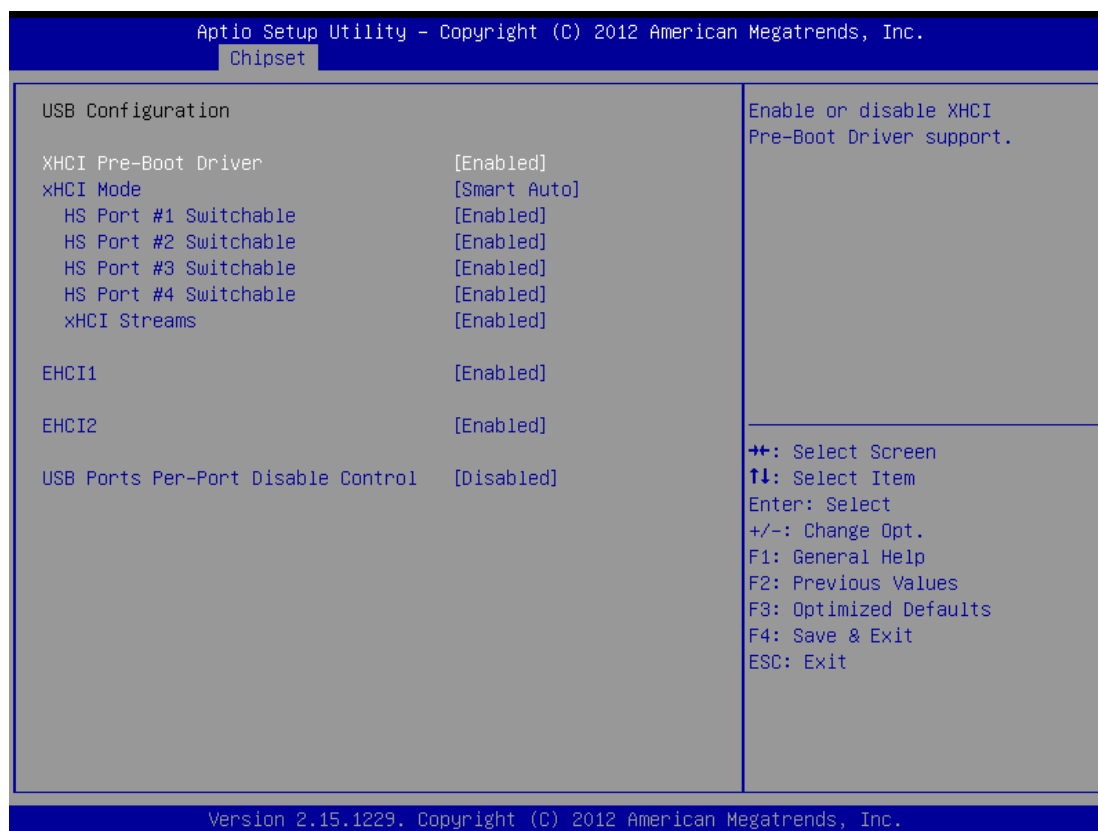 Aptio Setup Utility – Copyright (C) 2012 American Megatrends, Inc.
Chipset
USB Configuration
XHCI Pre-Boot Driver [Enabled]
xHCI Mode [Smart Auto]
HS Port #1 Switchable [Enabled]
HS Port #2 Switchable [Enabled]
HS Port #3 Switchable [Enabled]
HS Port #4 Switchable [Enabled]
xHCI Streams [Enabled]
EHCI1 [Enabled]
EHCI2 [Enabled]
USB Ports Per-Port Disable Control [Disabled]
Enable or disable XHCI
Pre-Boot Driver support.
→←: Select Screen
↑↓: Select Item
Enter: Select
+/-: Change Opt.
F1: General Help
F2: Previous Values
F3: Optimized Defaults
F4: Save & Exit
ESC: Exit
Version 2.15.1229. Copyright (C) 2012 American Megatrends, Inc.